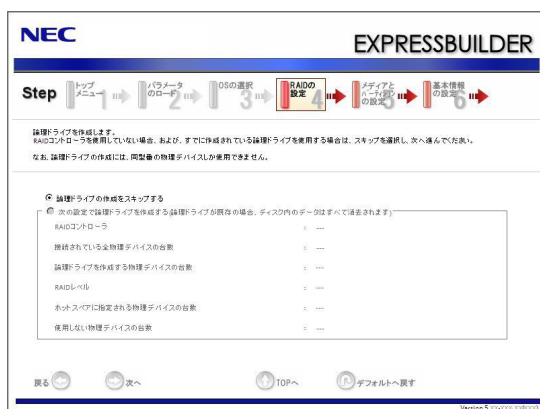 NEC
EXPRESSBUILDER
Step
トップメニュー 1
パラメータのロード 2
OSの選択 3
RAIDの設定 4
メディアとパーティションの設定 5
基本情報の設定 6
論理ドライブを作成します。
RAIDコントローラを使用していない場合、および、すでに作成されている論理ドライブを使用する場合は、スキップを選択し、次へ進んでください。
なお、論理ドライブの作成には、同型番の物理デバイスしか使用できません。
論理ドライブの作成をスキップする
次の設定で論理ドライブを作成する(論理ドライブが既存の場合、ディスク内のデータはすべて消去されます)
RAIDコントローラ : ---
接続されている全物理デバイスの台数 : ---
論理ドライブを作成する物理デバイスの台数 : ---
RAIDレベル : ---
ホットスペアに指定される物理デバイスの台数 : ---
使用しない物理デバイスの台数 : ---
戻る 次へ TOPへ デフォルトへ戻す
Version 5